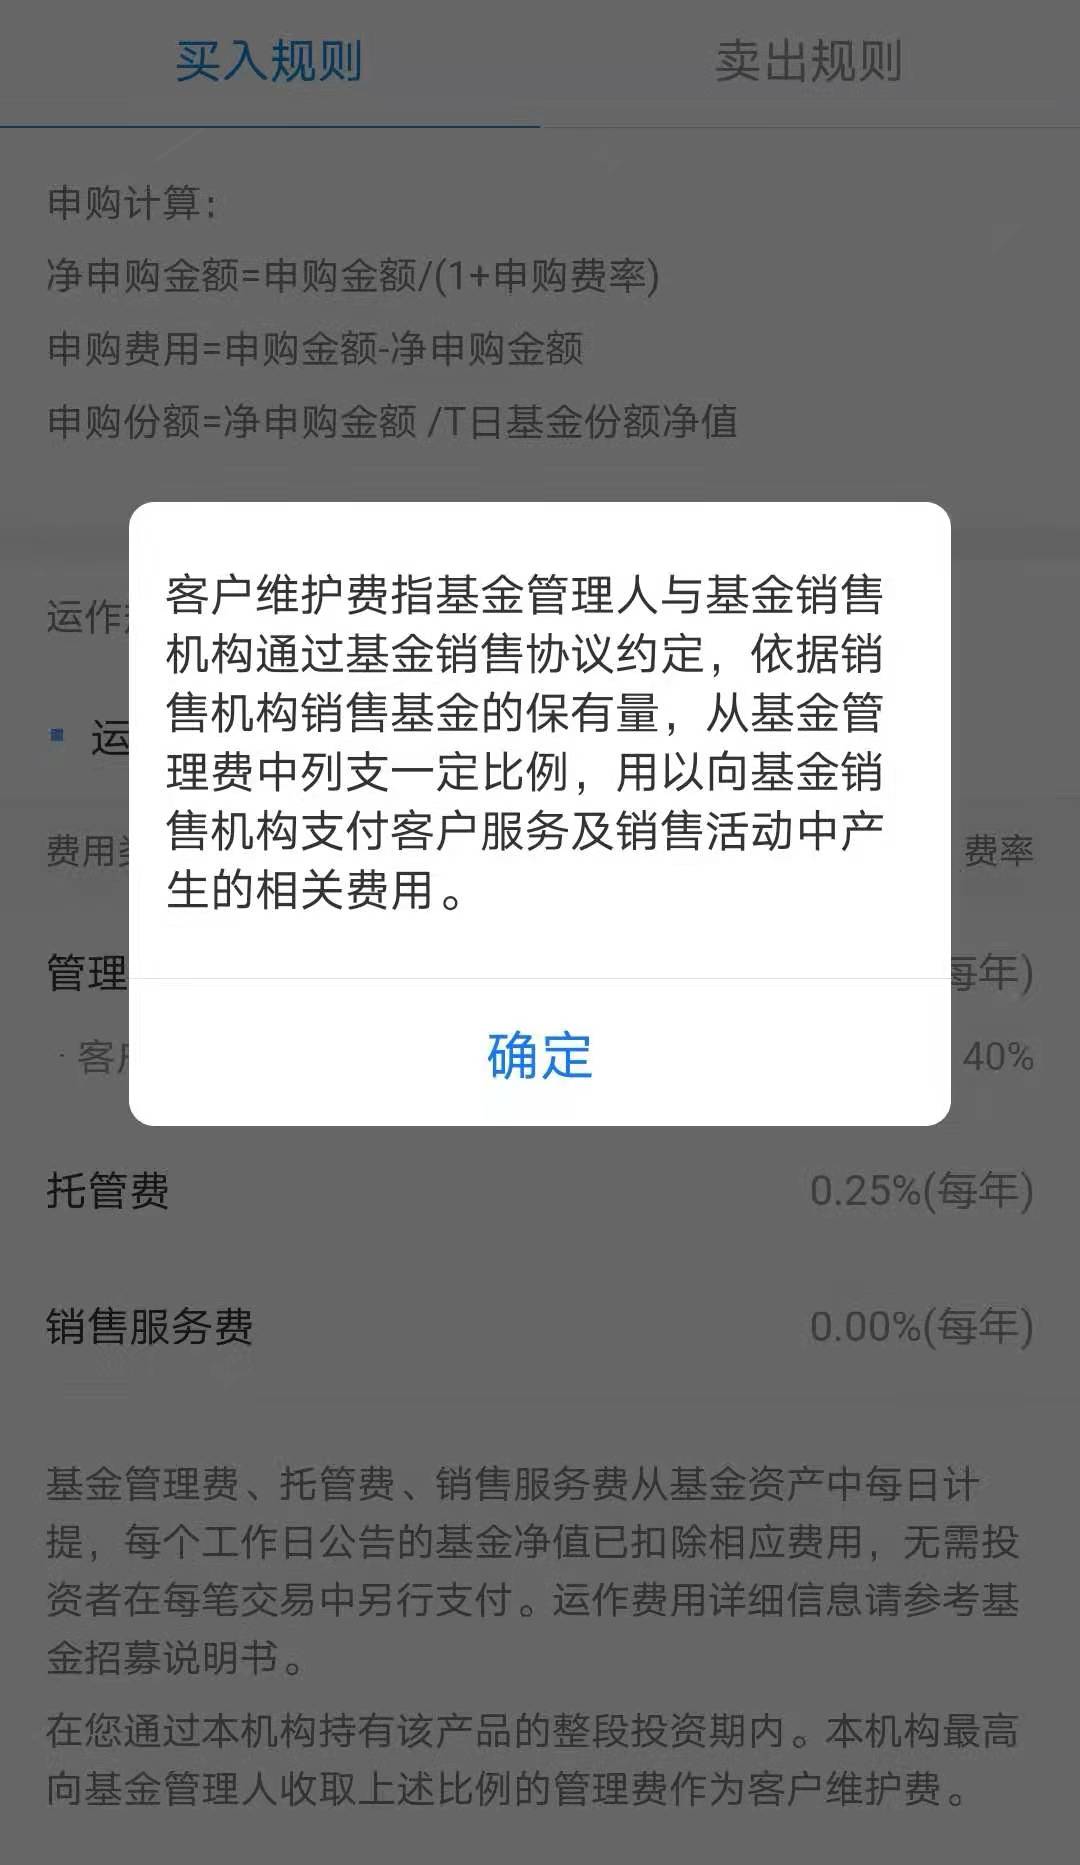 买入规则
卖出规则
申购计算：
净申购金额=申购金额/(1+申购费率)
申购费用=申购金额-净申购金额
申购份额=净申购金额 /T日基金份额净值
客户维护费指基金管理人与基金销售
机构通过基金销售协议约定，依据销
售机构销售基金的保有量，从基金管
理费中列支一定比例，用以向基金销
售机构支付客户服务及销售活动中产
生的相关费用。
确定
运作
运
费用
费率
管理
每年)
· 客
40%
托管费
0.25%(每年)
销售服务费
0.00%(每年)
基金管理费、托管费、销售服务费从基金资产中每日计
提，每个工作日公告的基金净值已扣除相应费用，无需投
资者在每笔交易中另行支付。运作费用详细信息请参考基
金招募说明书。
在您通过本机构持有该产品的整段投资期内。本机构最高
向基金管理人收取上述比例的管理费作为客户维护费。